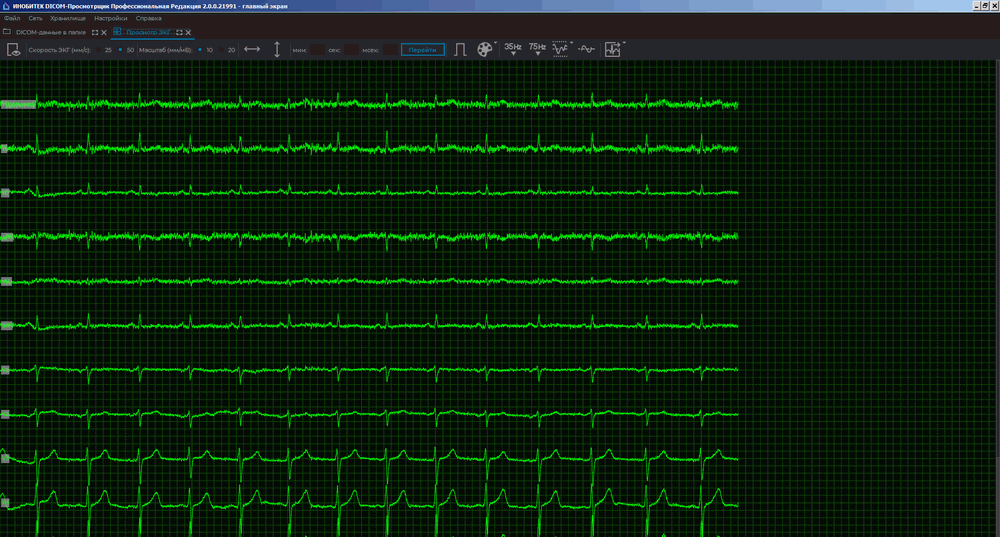 ИНОБИТЕК DICOM-Просмотрщик Профессиональная Редакция 2.0.0.21991 - главный экран
Файл Сеть Хранилище Настройки Справка
DICOM-данные в папке Просмотр ЭКГ
Скорость ЭКГ (мм/с): 25 50 Масштаб (мм/мВ): 10 20 мин: сек: мсек: Перейти 35Hz 75Hz